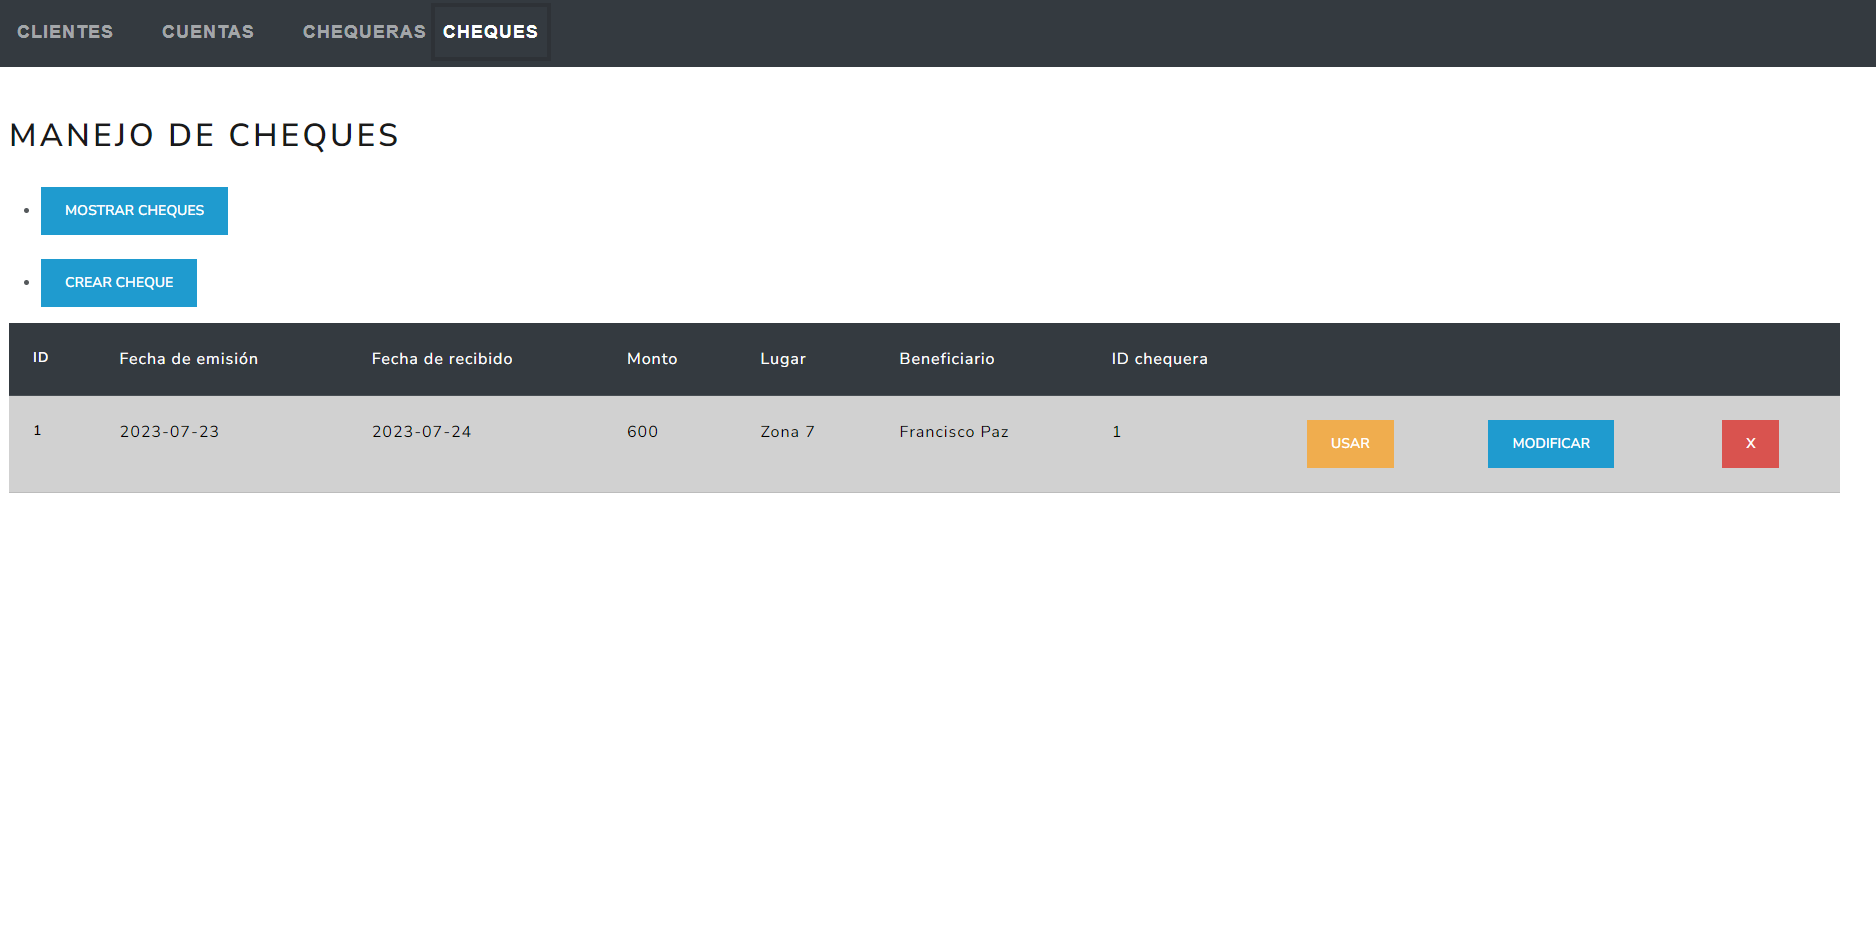 CLIENTES CUENTAS CHEQUERAS CHEQUES
MANEJO DE CHEQUES
MOSTRAR CHEQUES
CREAR CHEQUE
ID Fecha de emisión Fecha de recibido Monto Lugar Beneficiario ID chequera
1 2023-07-23 2023-07-24 600 Zona 7 Francisco Paz 1 USAR MODIFICAR X